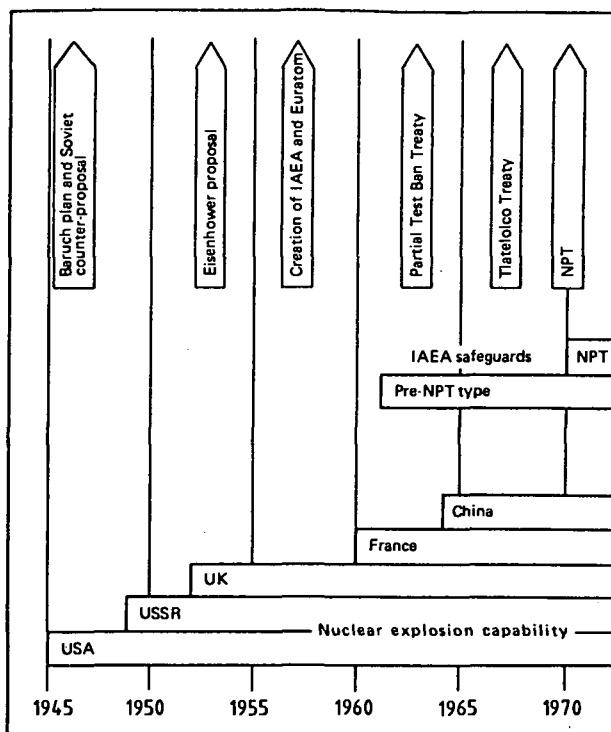 Baruch plan and Soviet
counter-proposal
Eisenhower proposal
Creation of IAEA and Euratom
Partial Test Ban Treaty
Tlatelolco Treaty
NPT
IAEA safeguards
NPT
Pre-NPT type
China
France
UK
USSR
Nuclear explosion capability
USA
1945 1950 1955 1960 1965 1970